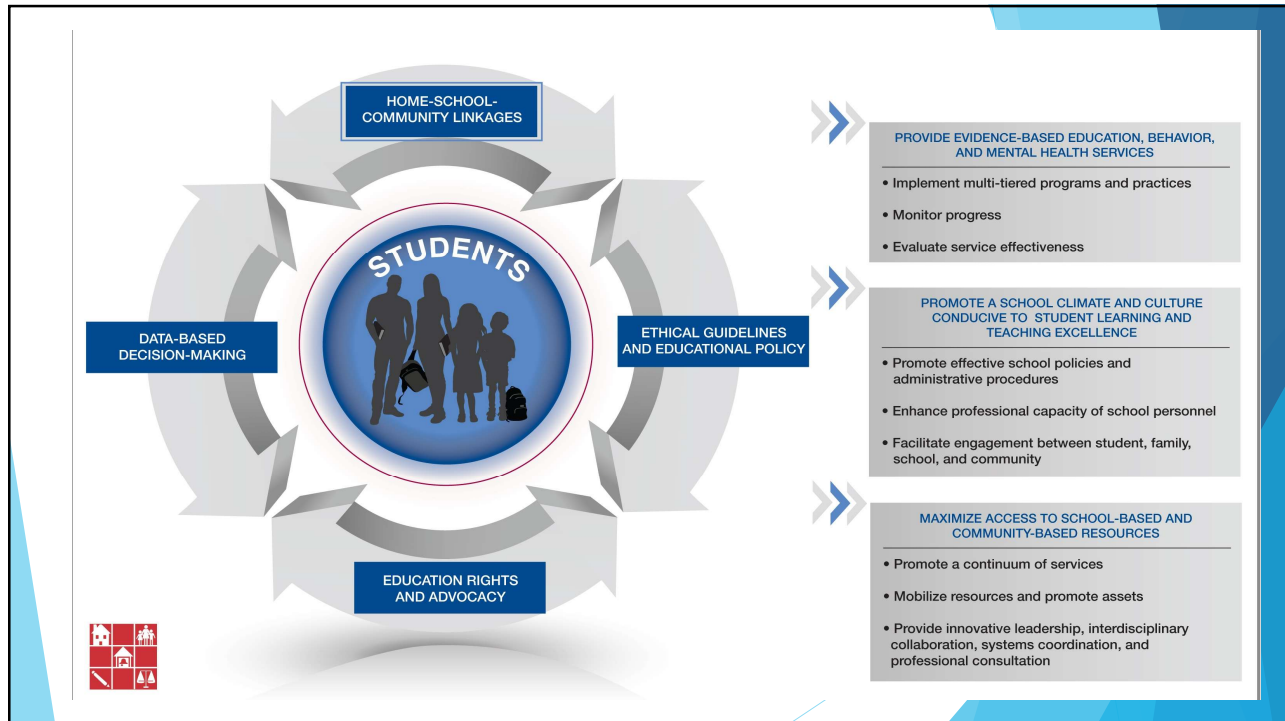 HOME-SCHOOL-
COMMUNITY LINKAGES
STUDENTS
DATA-BASED
DECISION-MAKING
ETHICAL GUIDELINES
AND EDUCATIONAL POLICY
EDUCATION RIGHTS
AND ADVOCACY
PROVIDE EVIDENCE-BASED EDUCATION, BEHAVIOR,
AND MENTAL HEALTH SERVICES
• Implement multi-tiered programs and practices
• Monitor progress
• Evaluate service effectiveness
PROMOTE A SCHOOL CLIMATE AND CULTURE
CONDUCIVE TO STUDENT LEARNING AND
TEACHING EXCELLENCE
• Promote effective school policies and
administrative procedures
• Enhance professional capacity of school personnel
• Facilitate engagement between student, family,
school, and community
MAXIMIZE ACCESS TO SCHOOL-BASED AND
COMMUNITY-BASED RESOURCES
• Promote a continuum of services
• Mobilize resources and promote assets
• Provide innovative leadership, interdisciplinary
collaboration, systems coordination, and
professional consultation